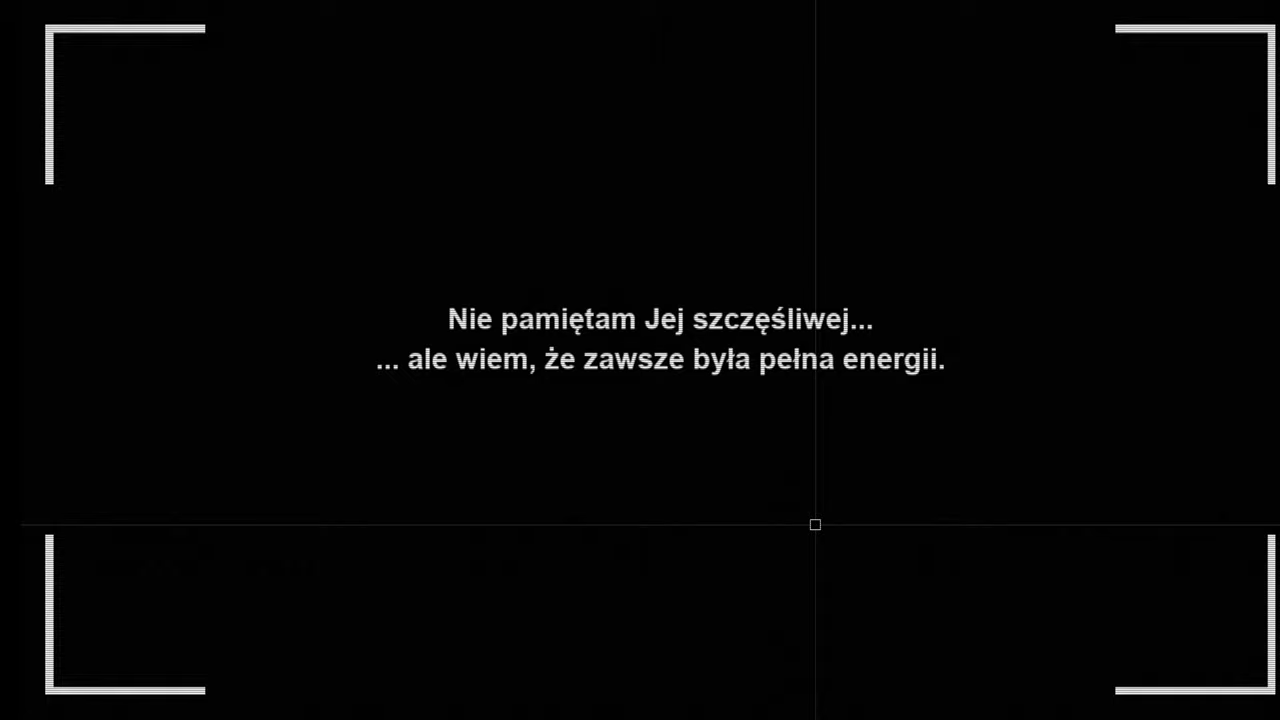 Nie pamiętam Jej szczęśliwej...
... ale wiem, że zawsze była pełna energii.